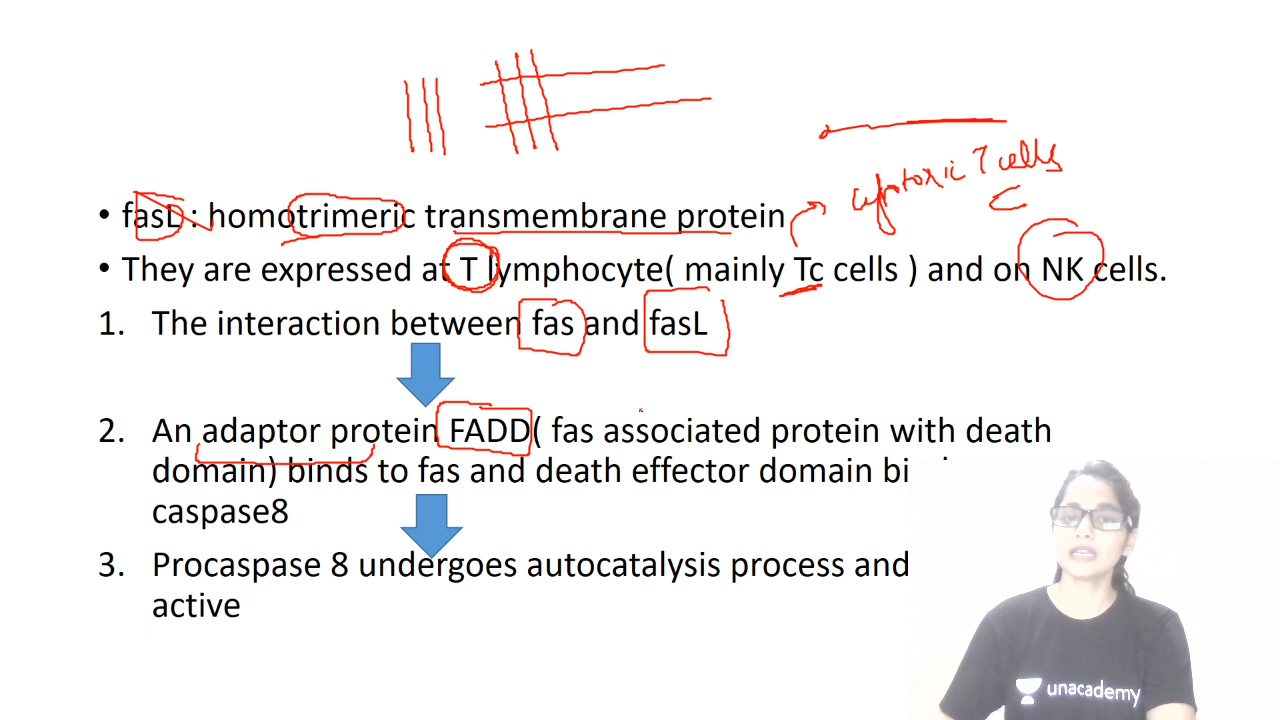 cytotoxic T cells
• fasL : homotrimeric transmembrane protein
• They are expressed at T lymphocyte( mainly Tc cells ) and on NK cells.
1. The interaction between fas and fasL
2. An adaptor protein FADD( fas associated protein with death
domain) binds to fas and death effector domain
caspase8
3. Procaspase 8 undergoes autocatalysis process and
active
unacademy